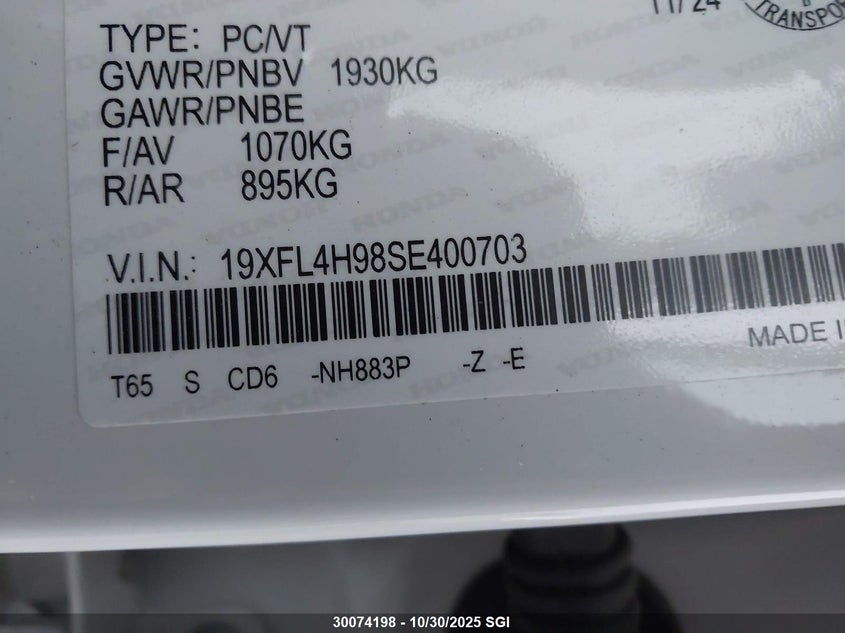 11/24
TRANSPO
TYPE: PC/VT
GVWR/PNBV 1930KG
GAWR/PNBE
F/AV 1070KG
R/AR 895KG
V.I.N.: 19XFL4H98SE400703
MADE I
T65 S CD6 -NH883P -Z -E
30074198 - 10/30/2025 SGI